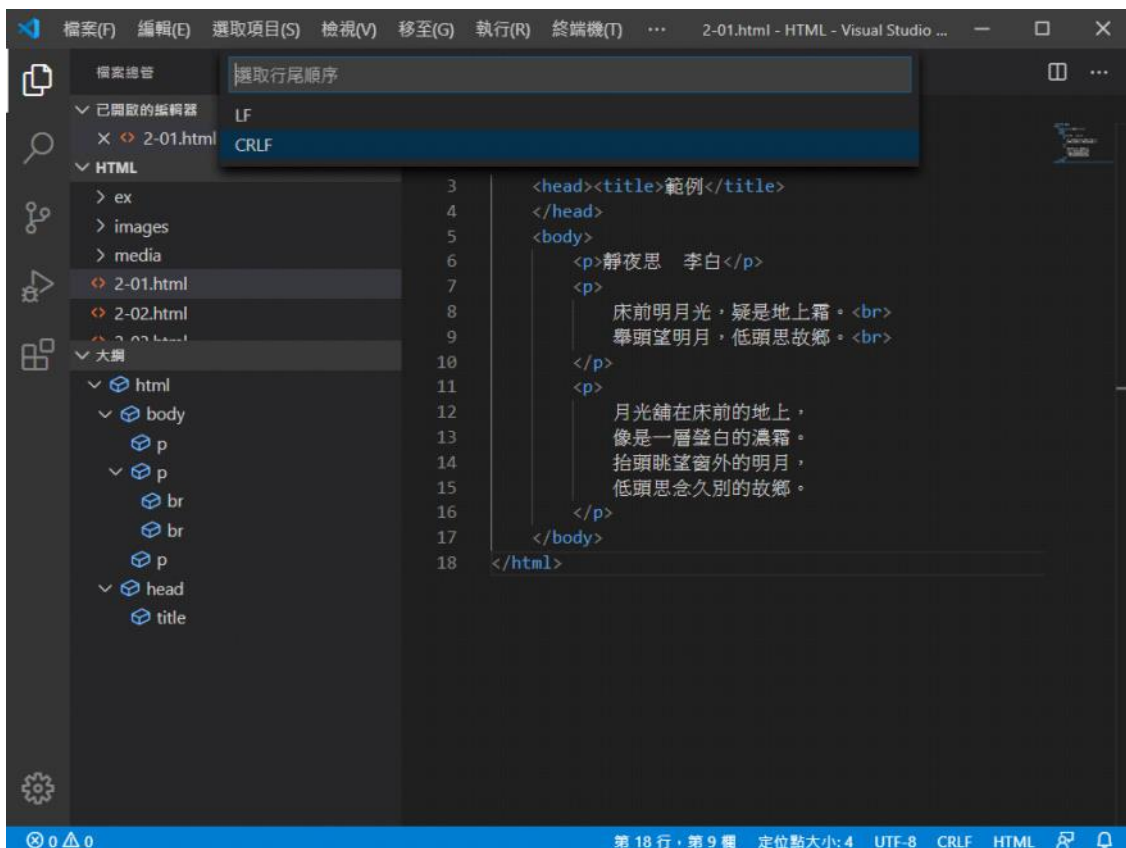 檔案(F) 編輯(E) 選取項目(S) 檢視(V) 移至(G) 執行(R) 終端機(T) ··· 2-01.html - HTML - Visual Studio ...
檔案總管
選取行尾順序
LF
CRLF
已開啟的編輯器
2-01.html
HTML
ex
images
media
2-01.html
2-02.html
大綱
html
body
p
p
br
br
p
head
title
3 <head><title>範例</title>
4 </head>
5 <body>
6 <p>靜夜思　李白</p>
7 <p>
8 床前明月光，疑是地上霜。<br>
9 舉頭望明月，低頭思故鄉。<br>
10 </p>
11 <p>
12 月光舖在床前的地上，
13 像是一層瑩白的濃霜。
14 抬頭眺望窗外的明月，
15 低頭思念久別的故鄉。
16 </p>
17 </body>
18 </html>
0 0 第 18 行，第 9 欄 定位點大小: 4 UTF-8 CRLF HTML